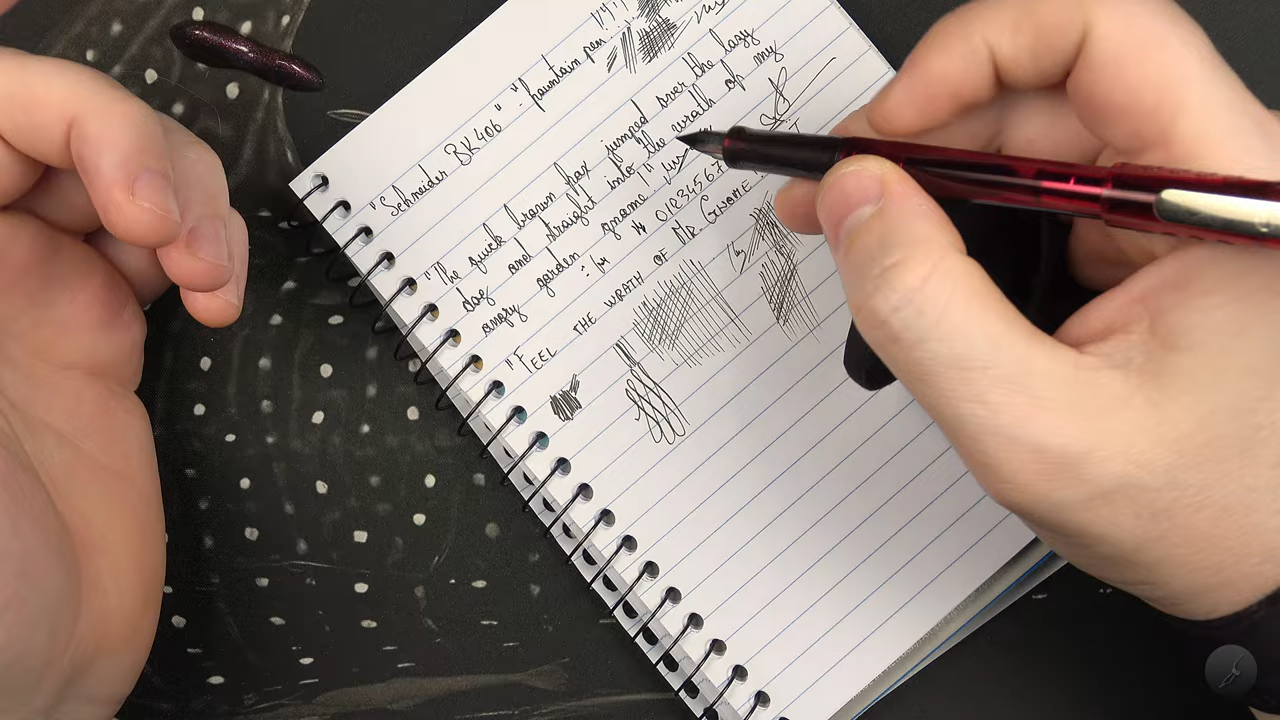 "Schneider BK406" "fountain pen"
"The quick brown fox jumped over the lazy
dog and straight into the wrath of my
angry garden gnome.
01234567
"FEEL THE WRATH OF MR. GNOME